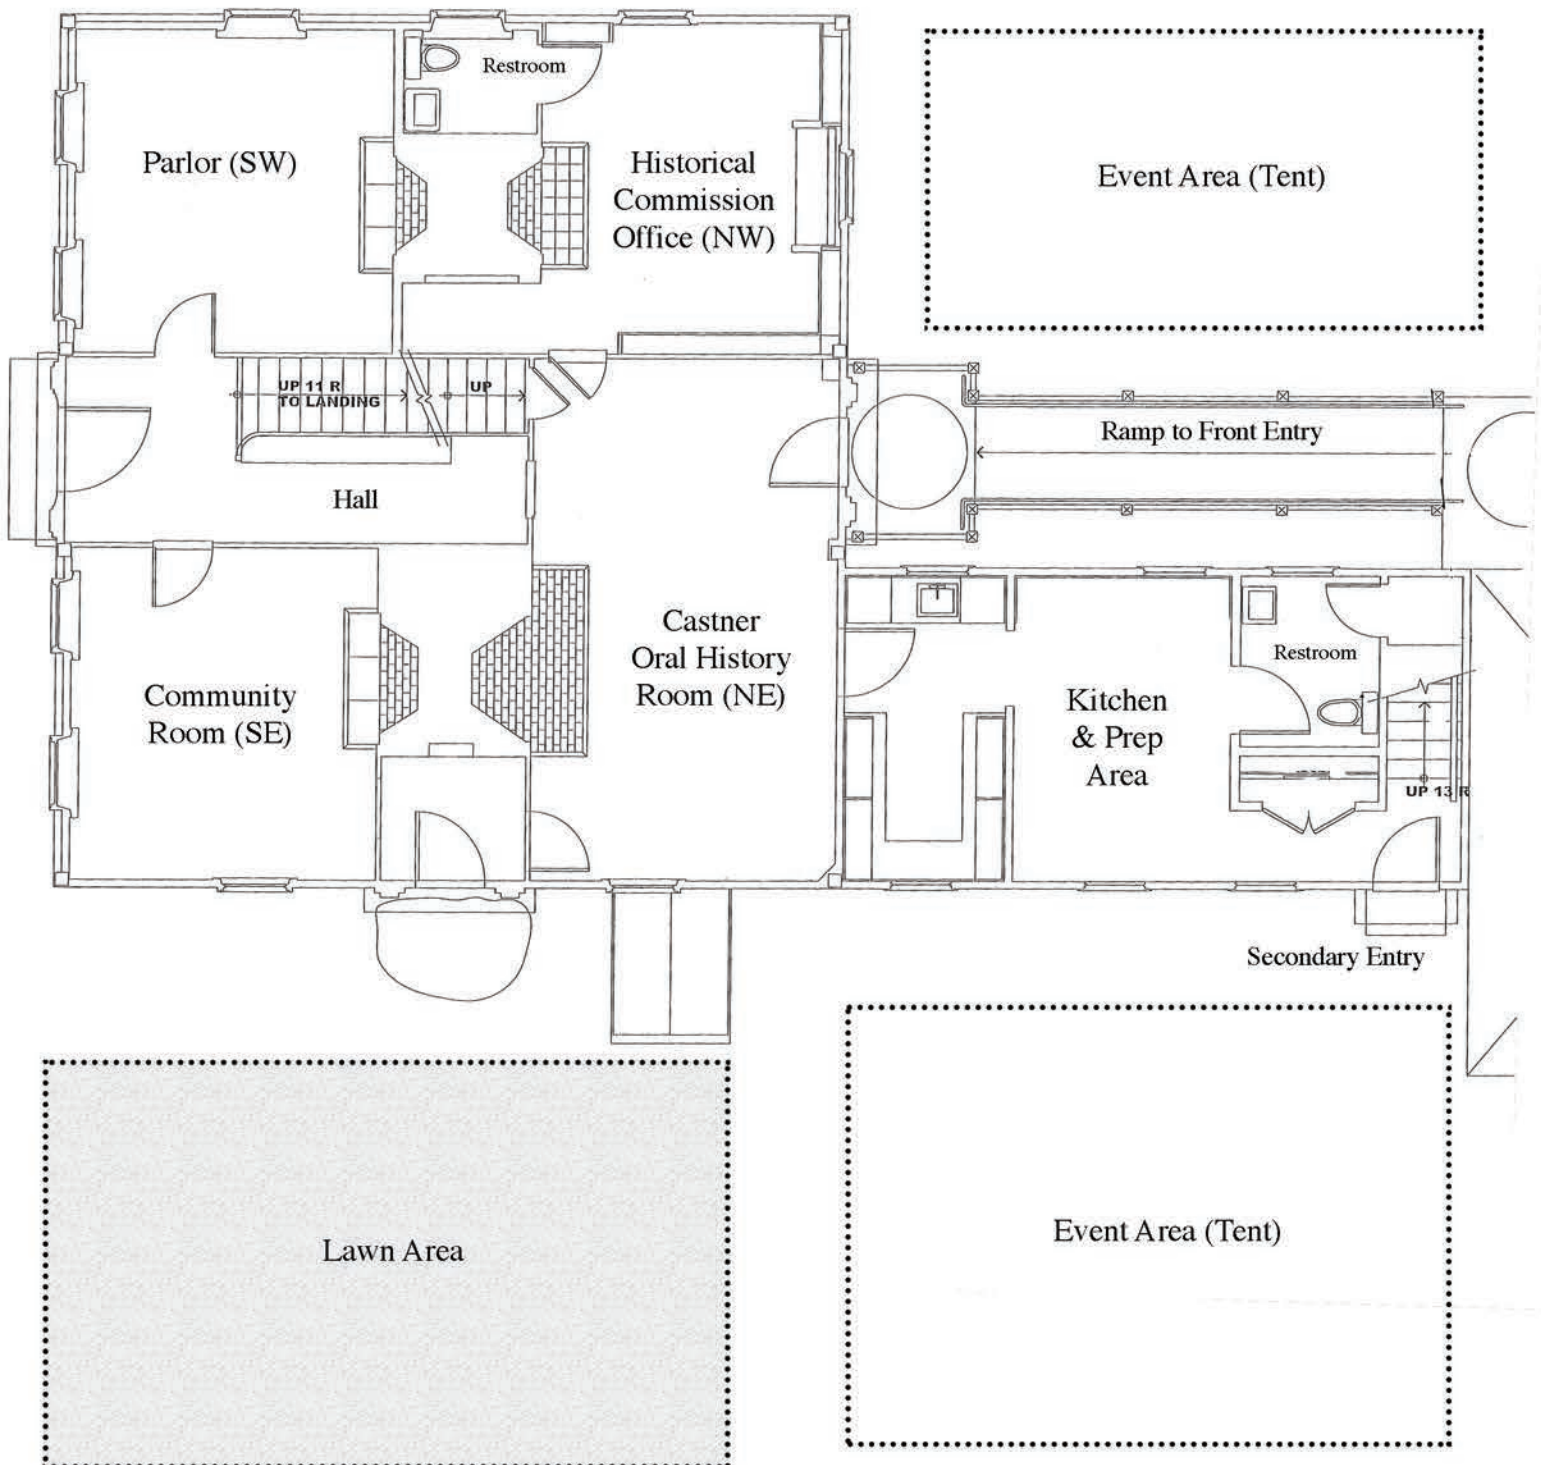 Restroom
Parlor (SW)
Historical
Commission
Office (NW)
Event Area (Tent)
UP 11 R
TO LANDING
UP
Ramp to Front Entry
Hall
Castner
Oral History
Room (NE)
Community
Room (SE)
Restroom
Kitchen
& Prep
Area
UP 13 R
Secondary Entry
Lawn Area
Event Area (Tent)